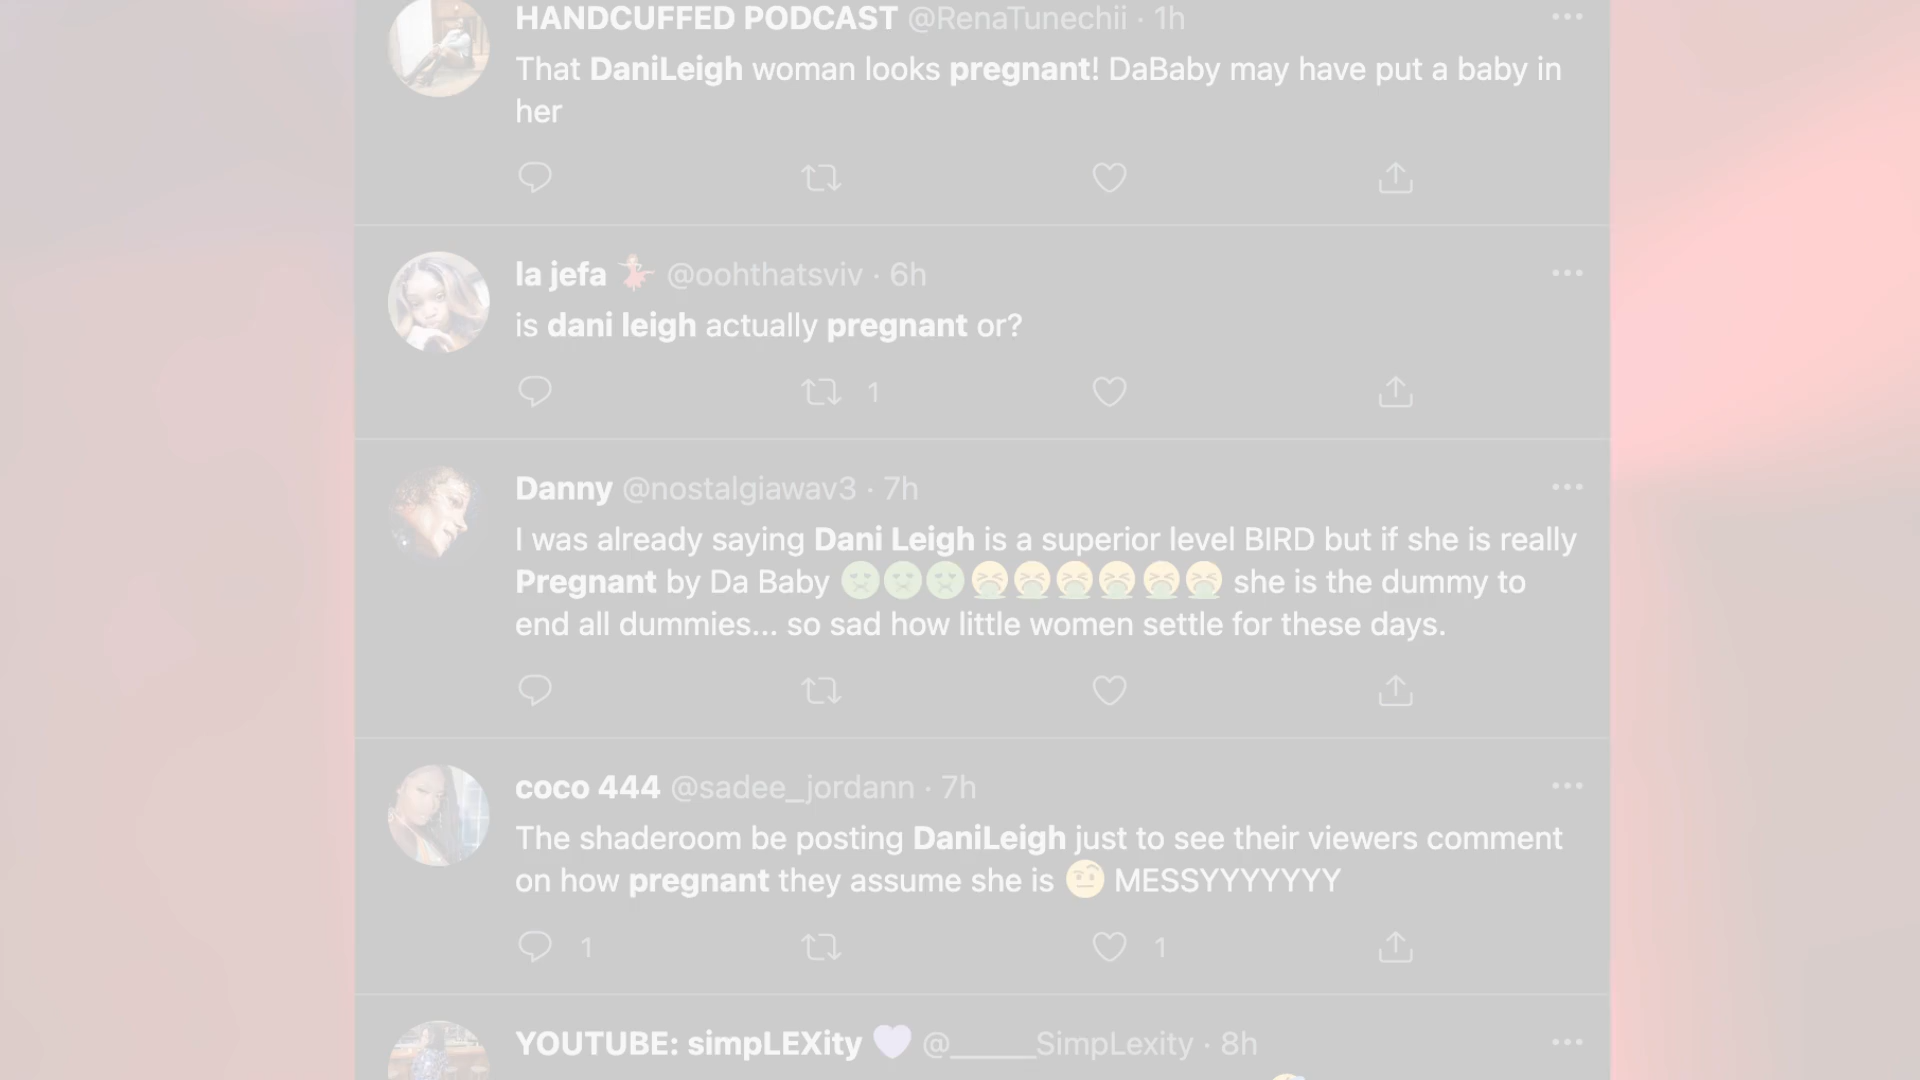 HANDCUFFED PODCAST @RenaTunechii · 1h
That DaniLeigh woman looks pregnant! DaBaby may have put a baby in
her
la jefa 💃 @oohthatsviv · 6h
is dani leigh actually pregnant or?
1
Danny @nostalgiawav3 · 7h
I was already saying Dani Leigh is a superior level BIRD but if she is really
Pregnant by Da Baby 🤢🤢🤢🤮🤮🤮🤮🤮🤮 she is the dummy to
end all dummies... so sad how little women settle for these days.
coco 444 @sadee_jordann · 7h
The shaderoom be posting DaniLeigh just to see their viewers comment
on how pregnant they assume she is 🤨 MESSYYYYYYY
1 1
YOUTUBE: simpLEXity 💜 @_____SimpLexity · 8h